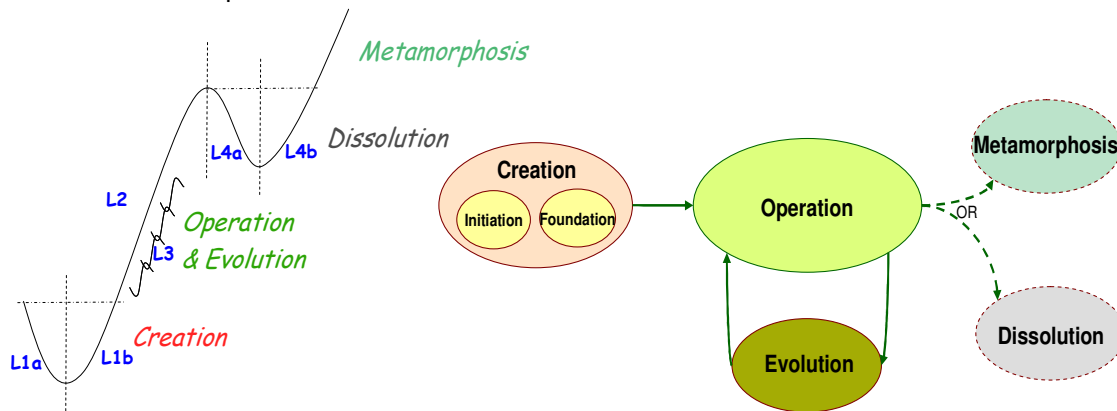 Metamorphosis
Dissolution
L4a
L4b
L2
Operation
& Evolution
L3
Creation
L1a
L1b
Creation
Initiation
Foundation
Operation
Evolution
OR
Metamorphosis
Dissolution